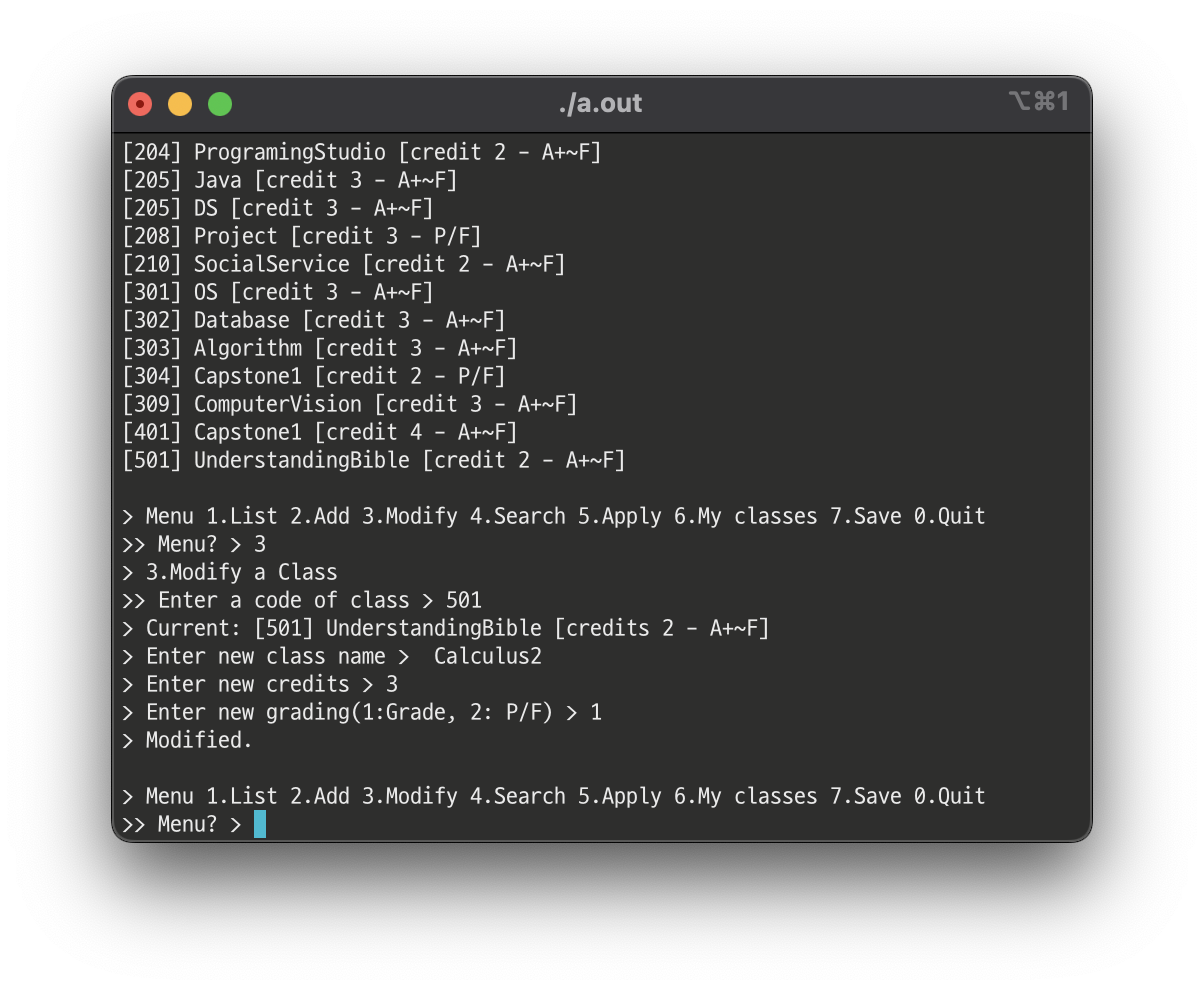 ./a.out
⌥⌘1
[204] ProgramingStudio [credit 2 - A+~F]
[205] Java [credit 3 - A+~F]
[205] DS [credit 3 - A+~F]
[208] Project [credit 3 - P/F]
[210] SocialService [credit 2 - A+~F]
[301] OS [credit 3 - A+~F]
[302] Database [credit 3 - A+~F]
[303] Algorithm [credit 3 - A+~F]
[304] Capstone1 [credit 2 - P/F]
[309] ComputerVision [credit 3 - A+~F]
[401] Capstone1 [credit 4 - A+~F]
[501] UnderstandingBible [credit 2 - A+~F]
> Menu 1.List 2.Add 3.Modify 4.Search 5.Apply 6.My classes 7.Save 0.Quit
>> Menu? > 3
> 3.Modify a Class
>> Enter a code of class > 501
> Current: [501] UnderstandingBible [credits 2 - A+~F]
> Enter new class name >  Calculus2
> Enter new credits > 3
> Enter new grading(1:Grade, 2: P/F) > 1
> Modified.
> Menu 1.List 2.Add 3.Modify 4.Search 5.Apply 6.My classes 7.Save 0.Quit
>> Menu? >